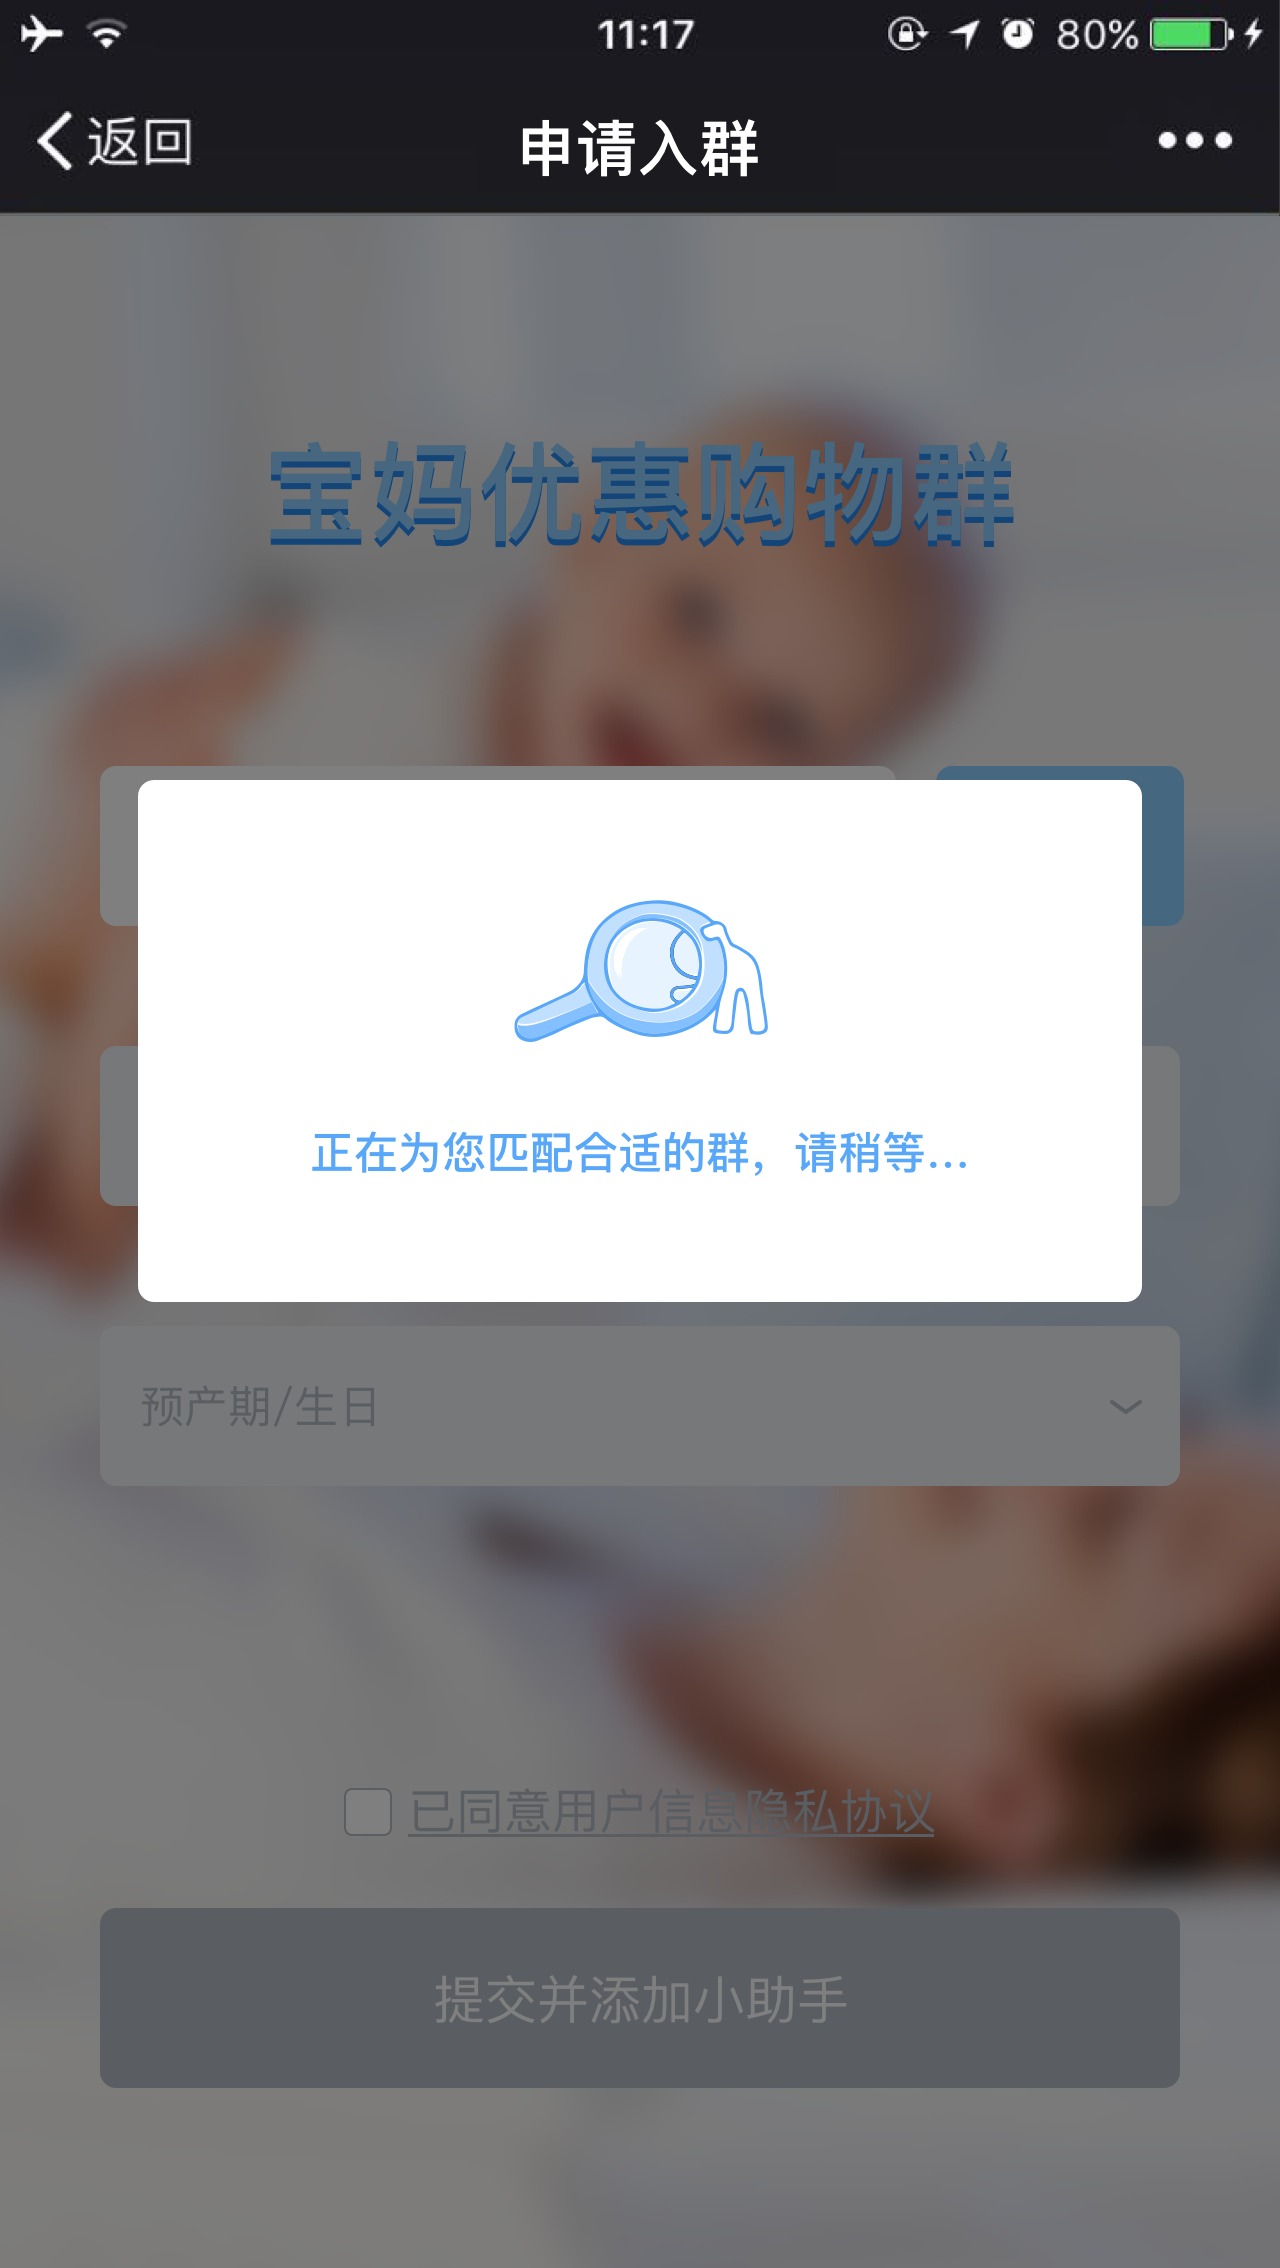 11:17
80%
返回
申请入群
宝妈优惠购物群
正在为您匹配合适的群，请稍等...
预产期/生日
已同意用户信息隐私协议
提交并添加小助手